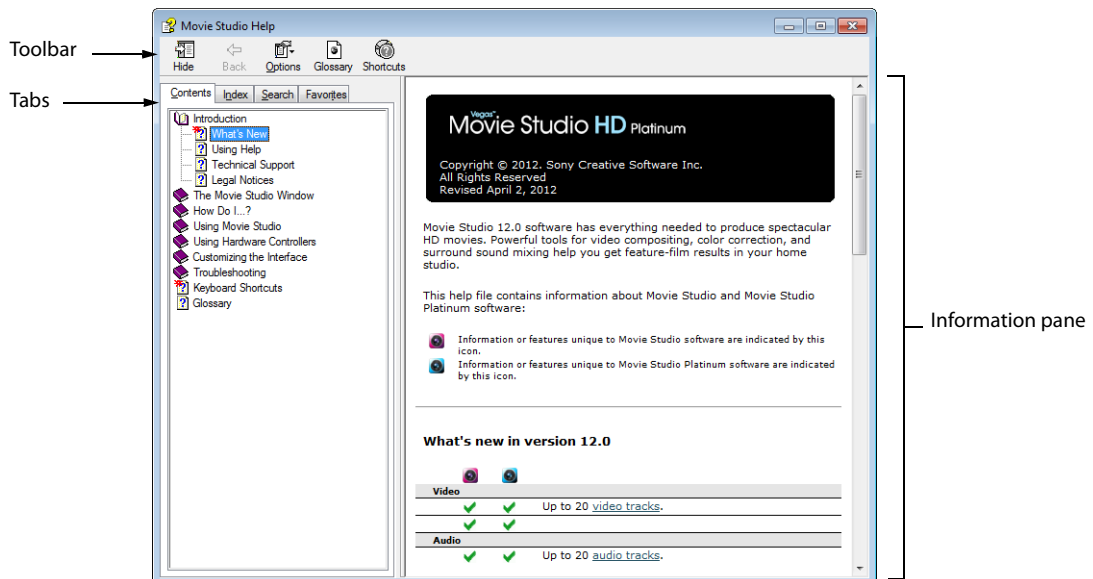 Movie Studio Help
Toolbar
Hide Back Options Glossary Shortcuts
Tabs
Contents Index Search Favorites
Introduction
What's New
Using Help
Technical Support
Legal Notices
The Movie Studio Window
How Do I...?
Using Movie Studio
Using Hardware Controllers
Customizing the Interface
Troubleshooting
Keyboard Shortcuts
Glossary
Vegas™
Movie Studio HD Platinum
Copyright © 2012. Sony Creative Software Inc.
All Rights Reserved
Revised April 2, 2012
Movie Studio 12.0 software has everything needed to produce spectacular
HD movies. Powerful tools for video compositing, color correction, and
surround sound mixing help you get feature-film results in your home
studio.
This help file contains information about Movie Studio and Movie Studio
Platinum software:
Information or features unique to Movie Studio software are indicated by this
icon.
Information or features unique to Movie Studio Platinum software are indicated
by this icon.
What's new in version 12.0
Video
Up to 20 video tracks.
Audio
Up to 20 audio tracks.
Information pane